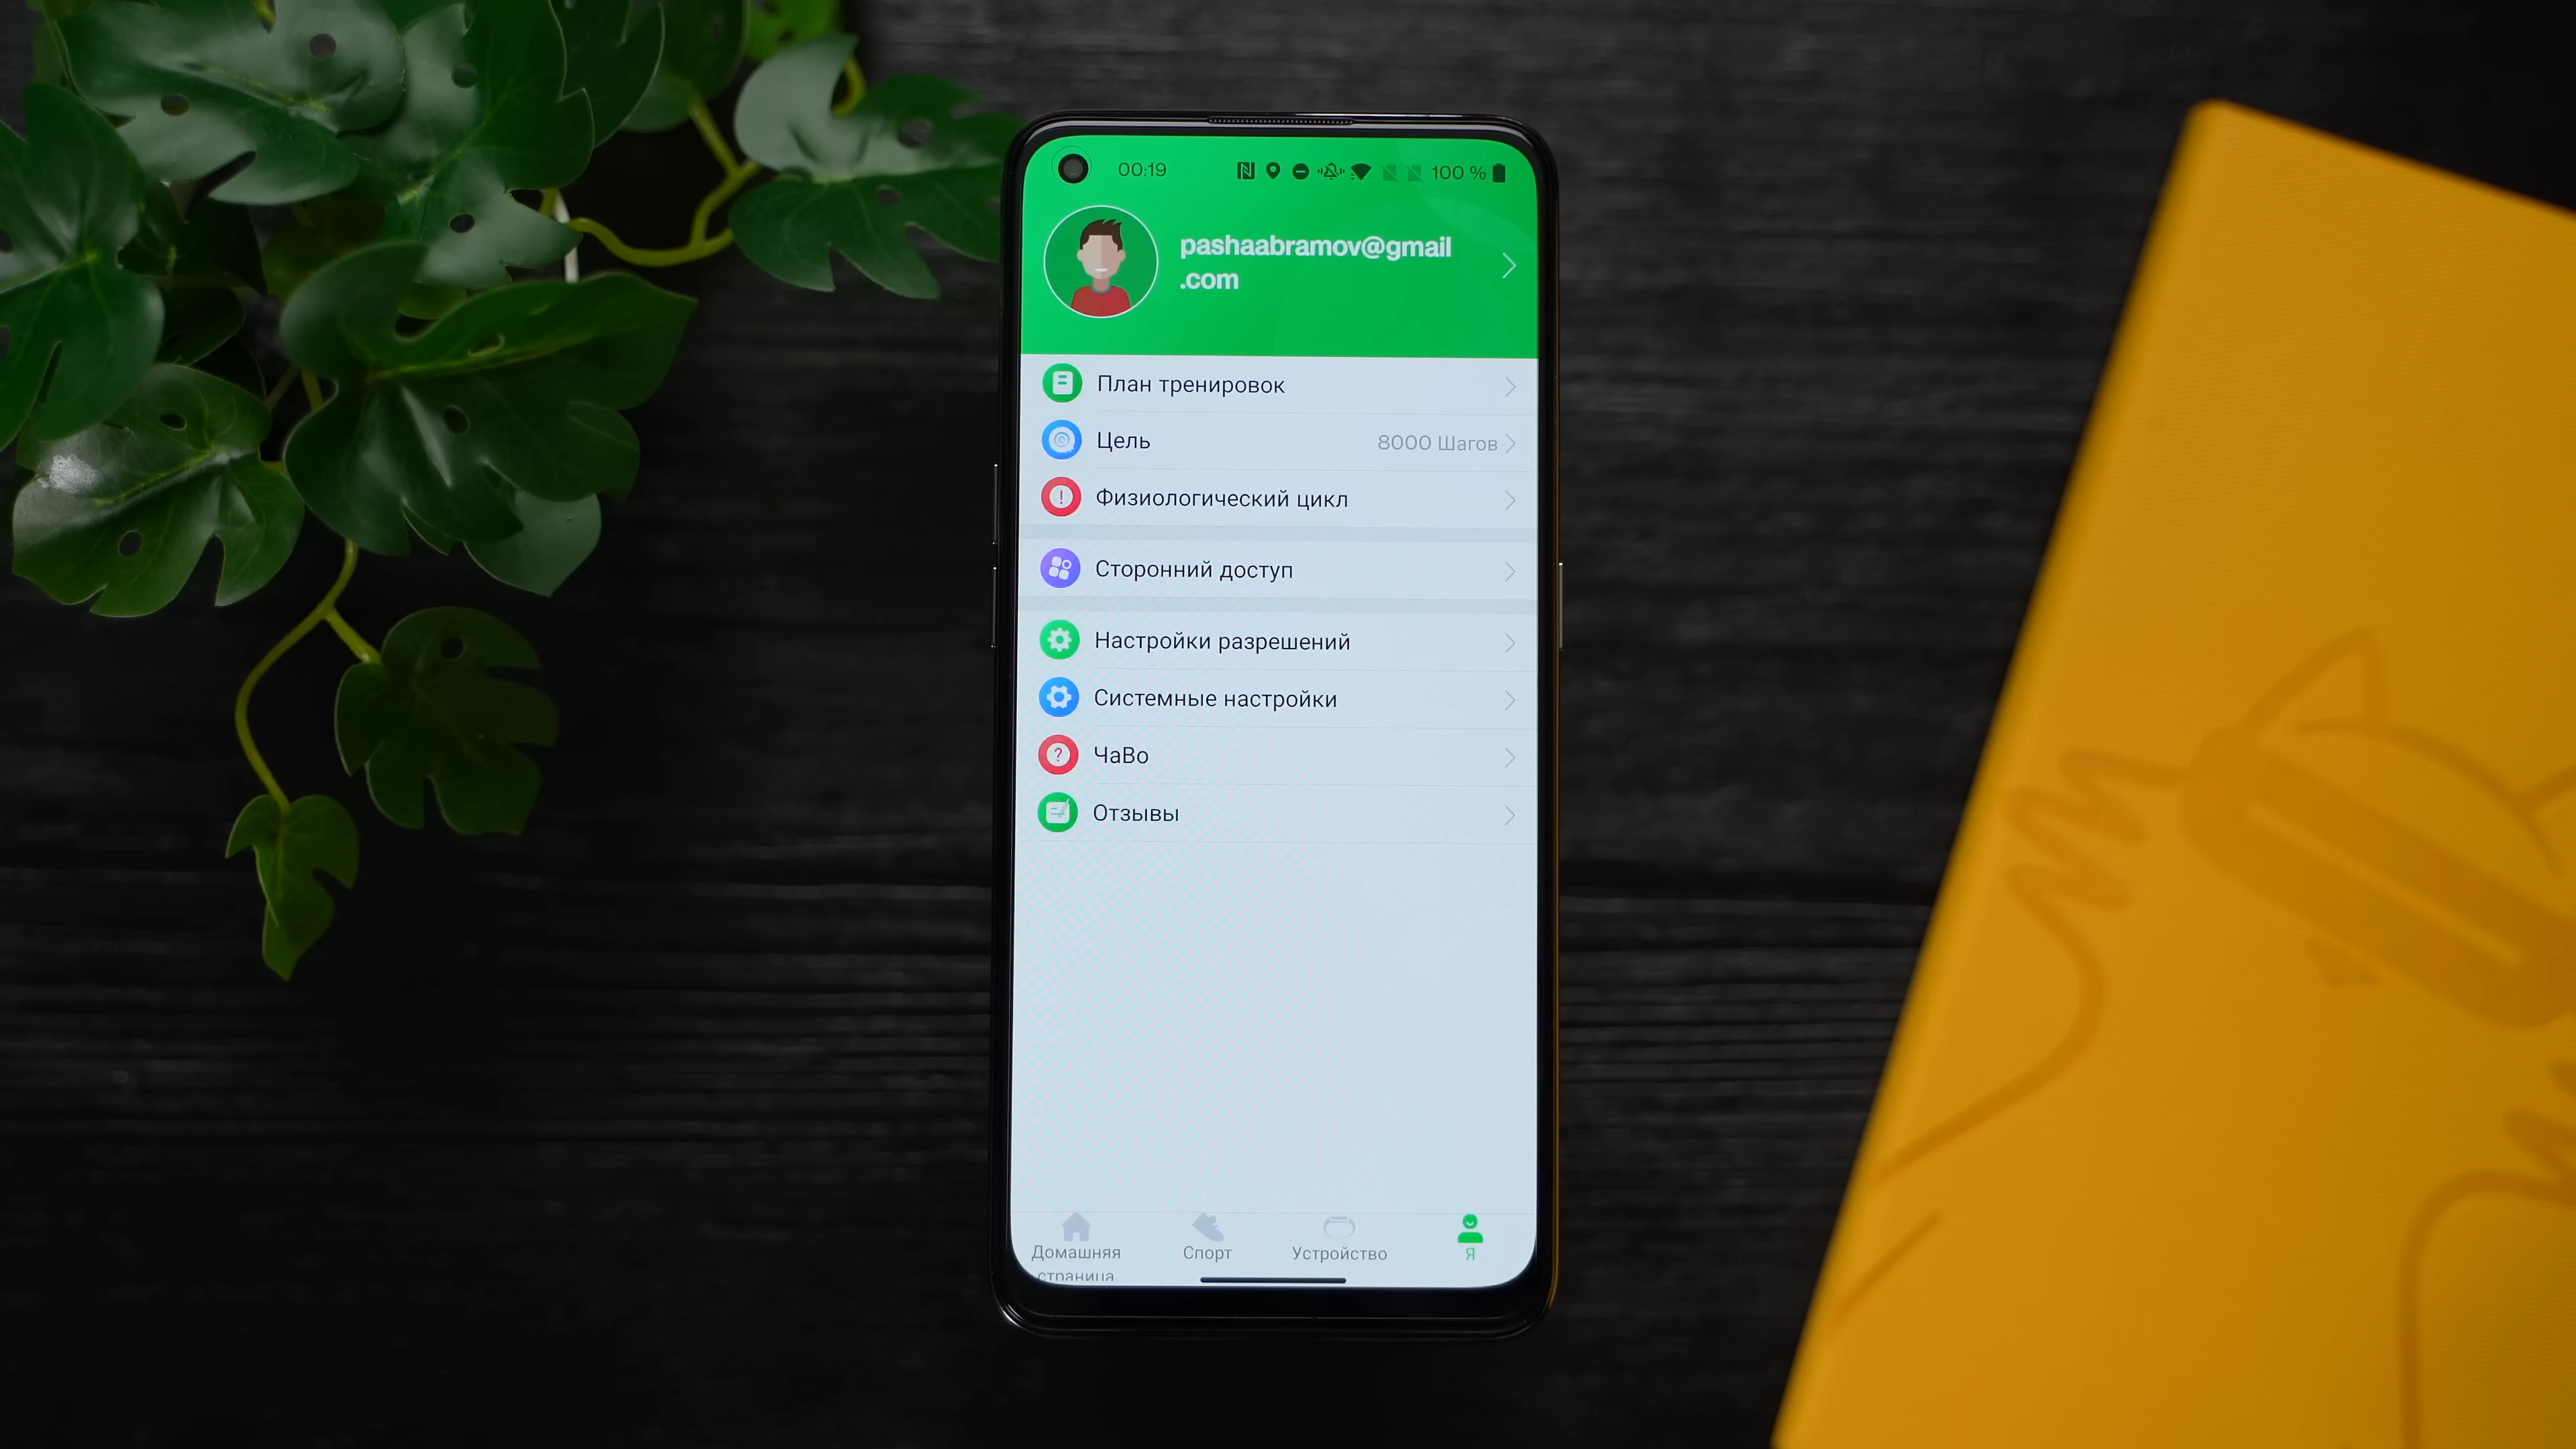 00:19
100 %
pashaabramov@gmail
.com
План тренировок
Цель
8000 Шагов
Физиологический цикл
Сторонний доступ
Настройки разрешений
Системные настройки
ЧаВо
Отзывы
Домашняя
страница
Спорт
Устройство
Я